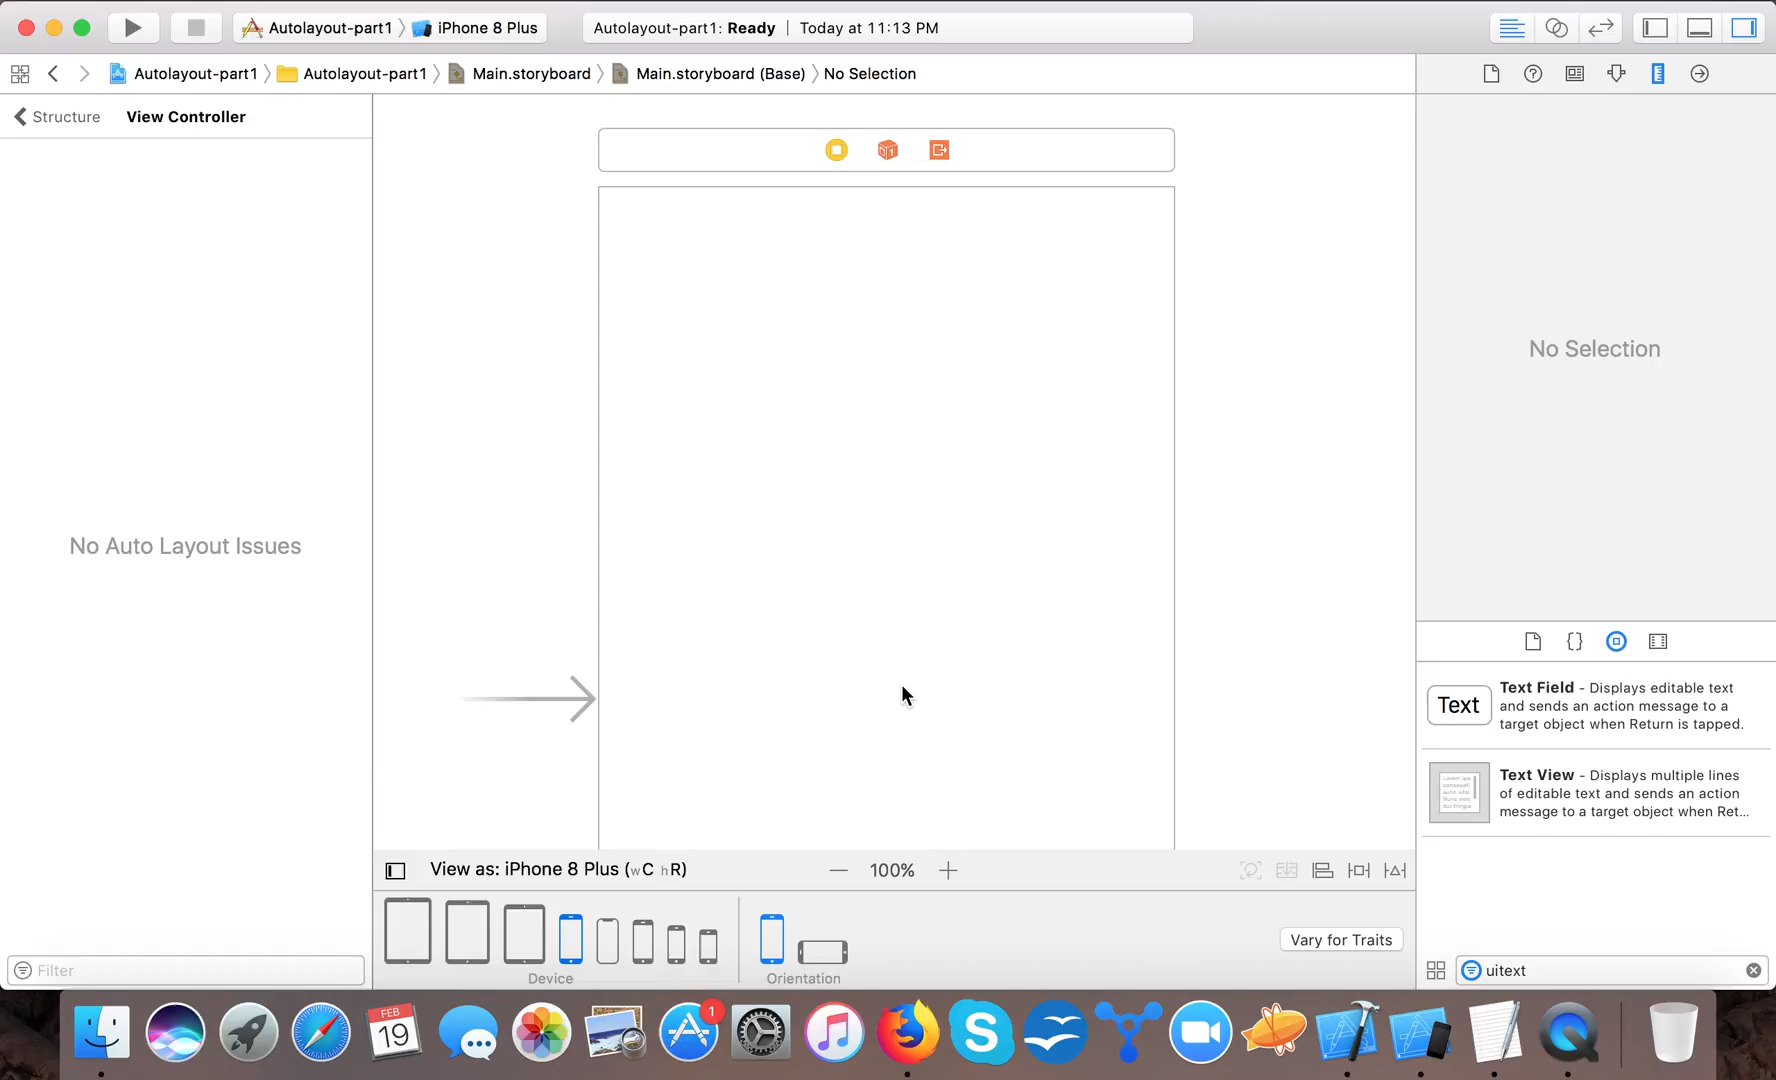 Autolayout-part1 iPhone 8 Plus Autolayout-part1: Ready | Today at 11:13 PM
Autolayout-part1 Autolayout-part1 Main.storyboard Main.storyboard (Base) No Selection
Structure View Controller
No Selection
No Auto Layout Issues
Text
Text Field - Displays editable text
and sends an action message to a
target object when Return is tapped.
Text View - Displays multiple lines
of editable text and sends an action
message to a target object when Ret...
View as: iPhone 8 Plus (wC hR) 100%
Vary for Traits
Filter
Device
Orientation
uitext
FEB
19
1